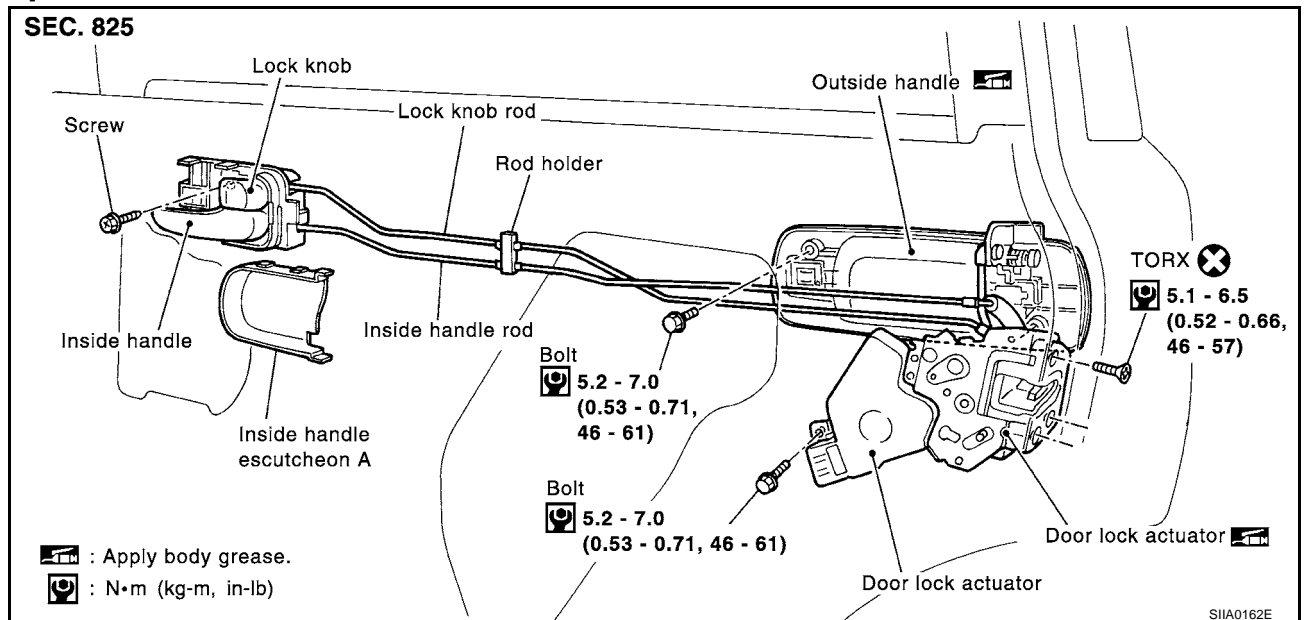 SEC. 825
Lock knob
Outside handle
Lock knob rod
Screw
Rod holder
TORX
5.1 - 6.5
(0.52 - 0.66,
46 - 57)
Inside handle
Inside handle rod
Bolt
5.2 - 7.0
(0.53 - 0.71,
46 - 61)
Inside handle
escutcheon A
Bolt
5.2 - 7.0
(0.53 - 0.71, 46 - 61)
Door lock actuator
Door lock actuator
: Apply body grease.
: N•m (kg-m, in-lb)
SIIA0162E